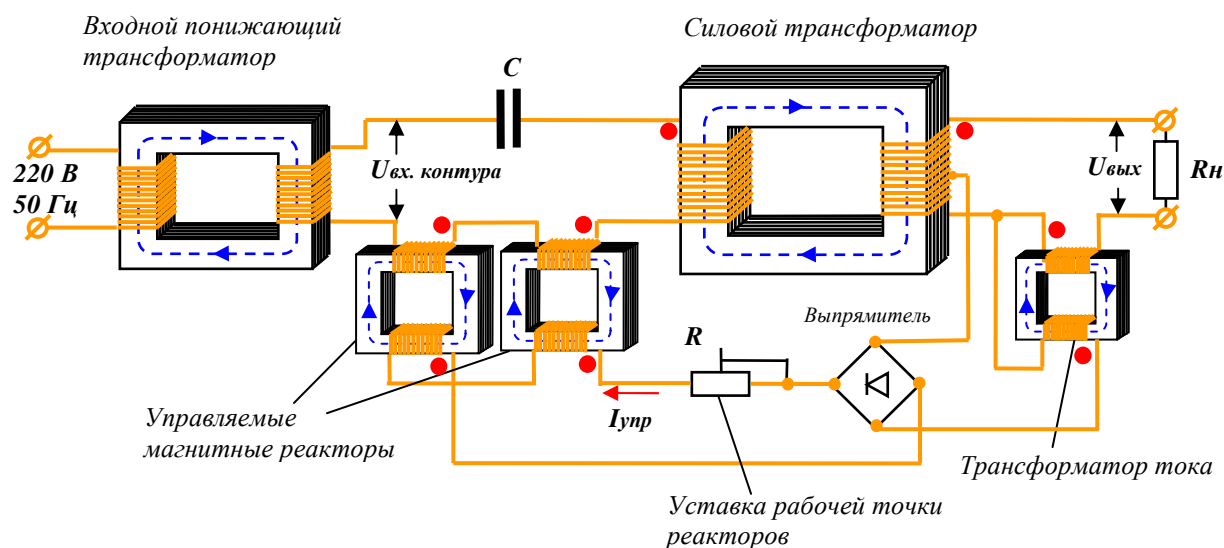 Входной понижающий
трансформатор
Силовой трансформатор
C
220 В
50 Гц
Uвх. контура
Uвых
Rн
Выпрямитель
R
Iупр
Управляемые
магнитные реакторы
Трансформатор тока
Уставка рабочей точки
реакторов